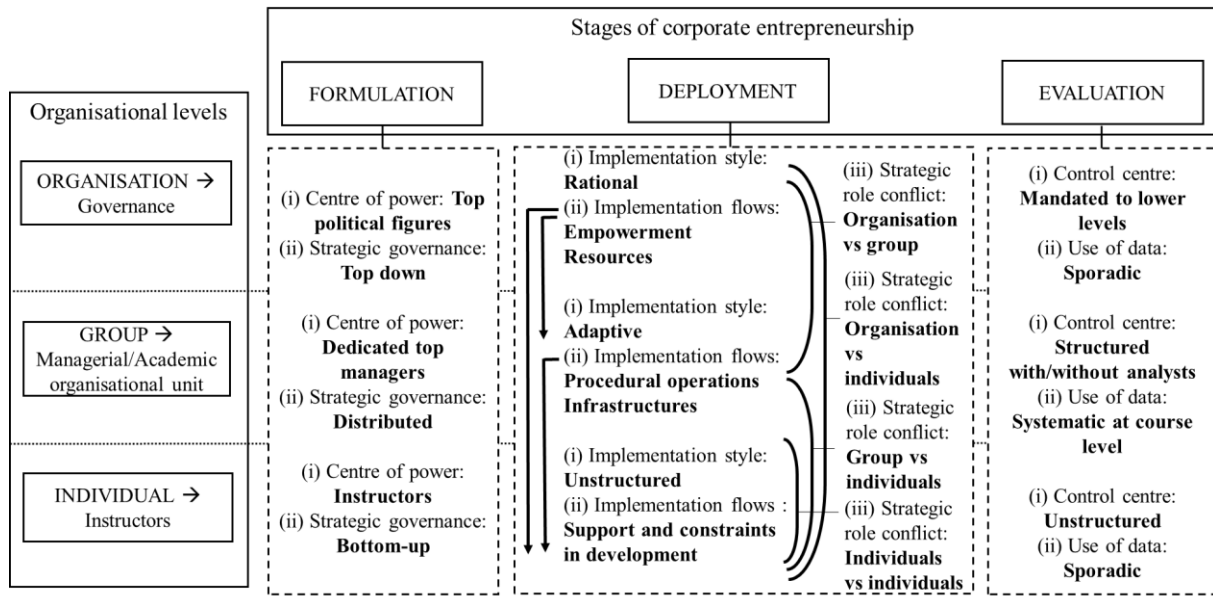 Stages of corporate entrepreneurship
FORMULATION
DEPLOYMENT
EVALUATION
Organisational levels
ORGANISATION →
Governance
GROUP →
Managerial/Academic
organisational unit
INDIVIDUAL →
Instructors
(i) Centre of power: Top
political figures
(ii) Strategic governance:
Top down
(i) Centre of power:
Dedicated top
managers
(ii) Strategic governance:
Distributed
(i) Centre of power:
Instructors
(ii) Strategic governance:
Bottom-up
(i) Implementation style:
Rational
(ii) Implementation flows:
Empowerment
Resources
(i) Implementation style:
Adaptive
(ii) Implementation flows:
Procedural operations
Infrastructures
(i) Implementation style:
Unstructured
(ii) Implementation flows :
Support and constraints
in development
(iii) Strategic
role conflict:
Organisation
vs group
(iii) Strategic
role conflict:
Organisation
vs
individuals
(iii) Strategic
role conflict:
Group vs
individuals
(iii) Strategic
role conflict:
Individuals
vs individuals
(i) Control centre:
Mandated to lower
levels
(ii) Use of data:
Sporadic
(i) Control centre:
Structured
with/without analysts
(ii) Use of data:
Systematic at course
level
(i) Control centre:
Unstructured
(ii) Use of data:
Sporadic